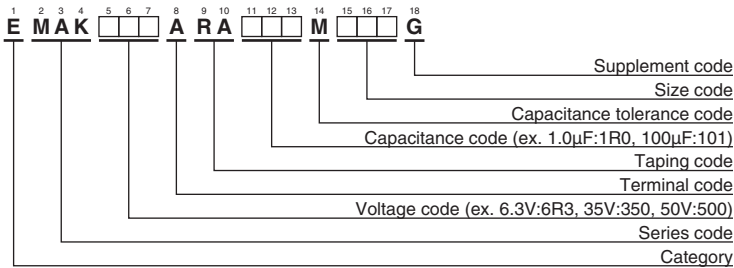 1 2 3 4 5 6 7 8 9 10 11 12 13 14 15 16 17 18
E MAK □□□ A RA □□□ M □□□ G
Supplement code
Size code
Capacitance tolerance code
Capacitance code (ex. 1.0μF:1R0, 100μF:101)
Taping code
Terminal code
Voltage code (ex. 6.3V:6R3, 35V:350, 50V:500)
Series code
Category